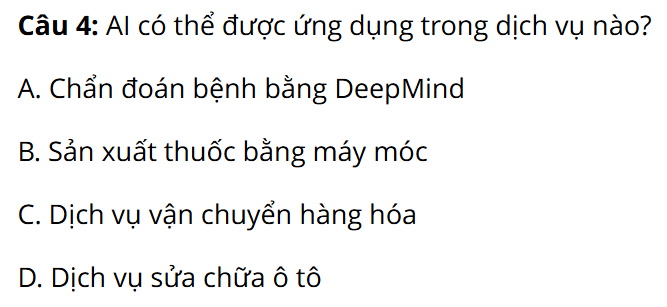 Câu 4: AI có thể được ứng dụng trong dịch vụ nào?
A. Chẩn đoán bệnh bằng DeepMind
B. Sản xuất thuốc bằng máy móc
C. Dịch vụ vận chuyển hàng hóa
D. Dịch vụ sửa chữa ô tô